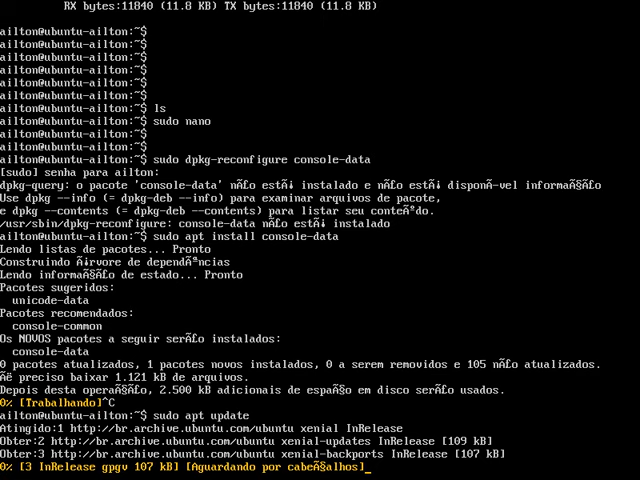 RX bytes:11840 (11.8 KB) TX bytes:11840 (11.8 KB)
ailton@ubuntu-ailton:~$
ailton@ubuntu-ailton:~$
ailton@ubuntu-ailton:~$
ailton@ubuntu-ailton:~$
ailton@ubuntu-ailton:~$
ailton@ubuntu-ailton:~$
ailton@ubuntu-ailton:~$ ls
ailton@ubuntu-ailton:~$ sudo nano
ailton@ubuntu-ailton:~$
ailton@ubuntu-ailton:~$
ailton@ubuntu-ailton:~$ sudo dpkg-reconfigure console-data
[sudo] senha para ailton:
dpkg-query: o pacote 'console-data' nÃ£o estÃ¡ instalado e nÃ£o estÃ¡ disponÃ­vel informaÃ§Ã£o
Use dpkg --info (= dpkg-deb --info) para examinar arquivos de pacote,
e dpkg --contents (= dpkg-deb --contents) para listar seu conteÃºdo.
/usr/sbin/dpkg-reconfigure: console-data nÃ£o estÃ¡ instalado
ailton@ubuntu-ailton:~$ sudo apt install console-data
Lendo listas de pacotes... Pronto
Construindo Ã¡rvore de dependÃªncias
Lendo informaÃ§Ã£o de estado... Pronto
Pacotes sugeridos:
unicode-data
Pacotes recomendados:
console-common
Os NOVOS pacotes a seguir serÃ£o instalados:
console-data
0 pacotes atualizados, 1 pacotes novos instalados, 0 a serem removidos e 105 nÃ£o atualizados.
Ã‰ preciso baixar 1.121 kB de arquivos.
Depois desta operaÃ§Ã£o, 2.500 kB adicionais de espaÃ§o em disco serÃ£o usados.
0% [Trabalhando]^C
ailton@ubuntu-ailton:~$ sudo apt update
Atingido:1 http://br.archive.ubuntu.com/ubuntu xenial InRelease
Obter:2 http://br.archive.ubuntu.com/ubuntu xenial-updates InRelease [109 kB]
Obter:3 http://br.archive.ubuntu.com/ubuntu xenial-backports InRelease [107 kB]
0% [3 InRelease gpgv 107 kB] [Aguardando por cabeÃ§alhos]